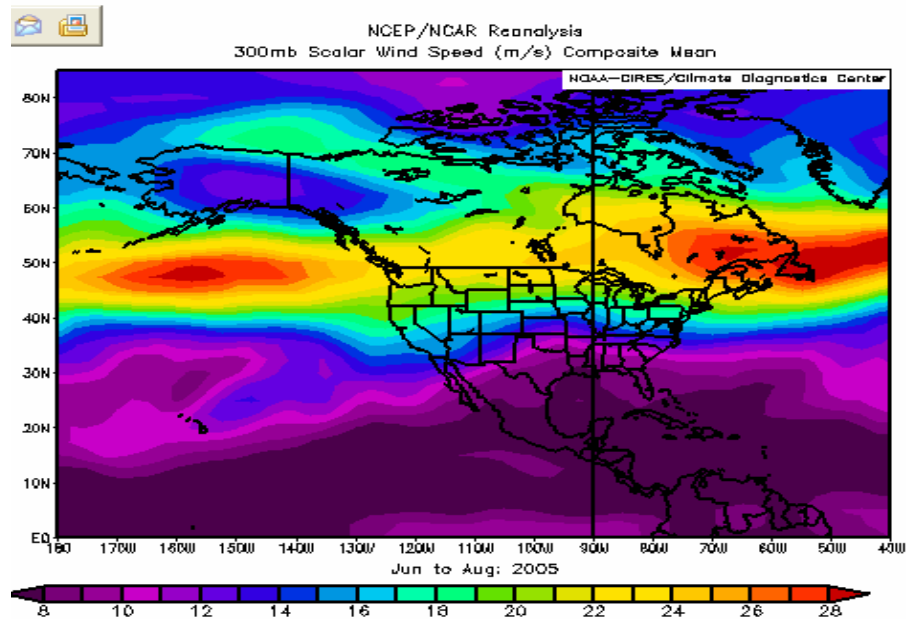 NCEP/NCAR Reanalysis
300mb Scalar Wind Speed (m/s) Composite Mean
NOAA-CIRES/Climate Diagnostics Center
80N
70N
60N
50N
40N
30N
20N
10N
EQ
180 170W 160W 150W 140W 130W 120W 110W 100W 90W 80W 70W 60W 50W 40W
Jun to Aug: 2005
8 10 12 14 16 18 20 22 24 26 28